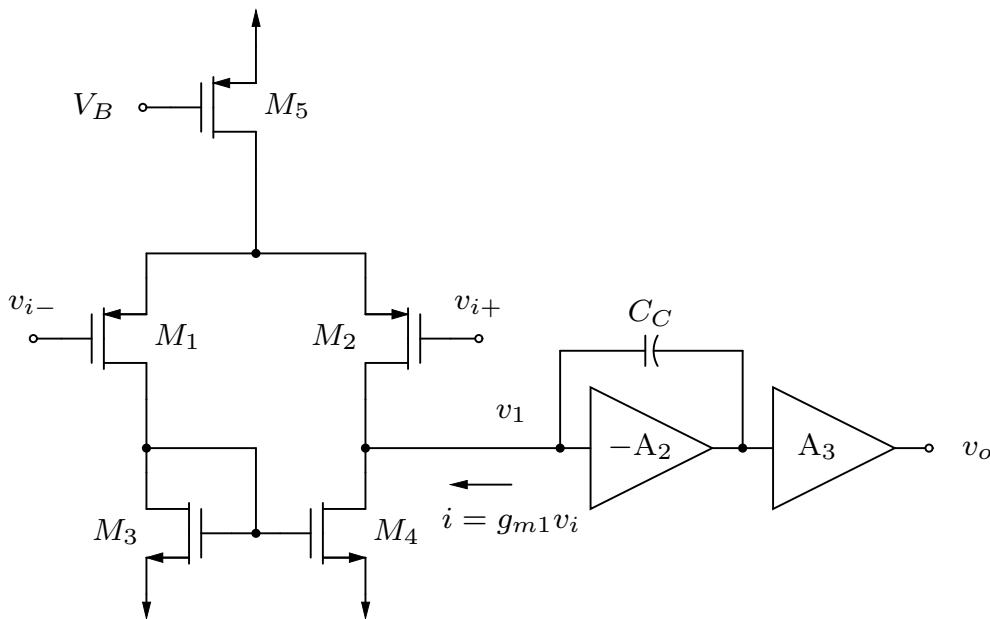 V_B
M_5
v_{i-}
M_1
M_2
v_{i+}
C_C
v_1
−A_2
A_3
v_o
i = g_{m1}v_i
M_3
M_4